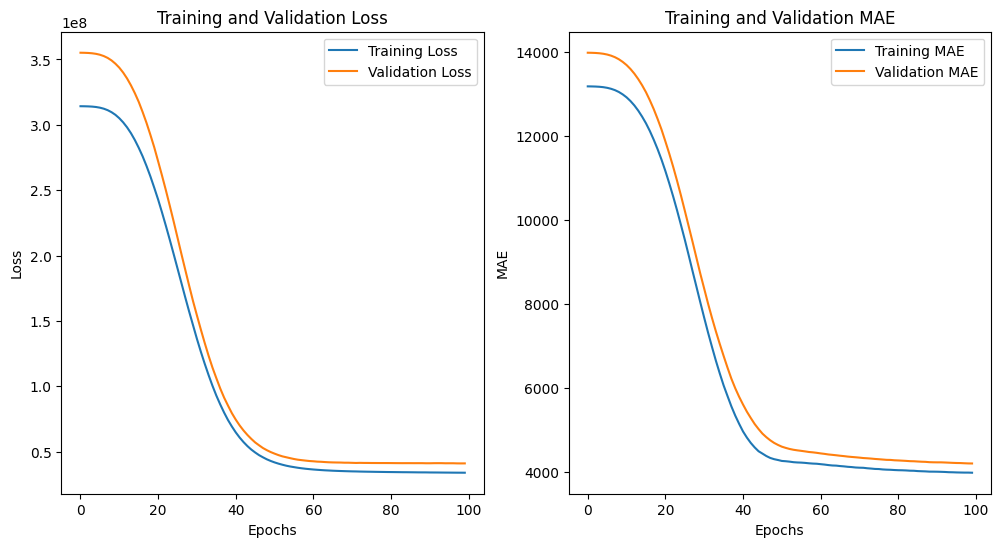 Training and Validation Loss
1e8
3.5
3.0
2.5
2.0
1.5
1.0
0.5
0
20
40
60
80
100
Loss
Epochs
Training Loss
Validation Loss
Training and Validation MAE
14000
12000
10000
8000
6000
4000
0
20
40
60
80
100
MAE
Epochs
Training MAE
Validation MAE